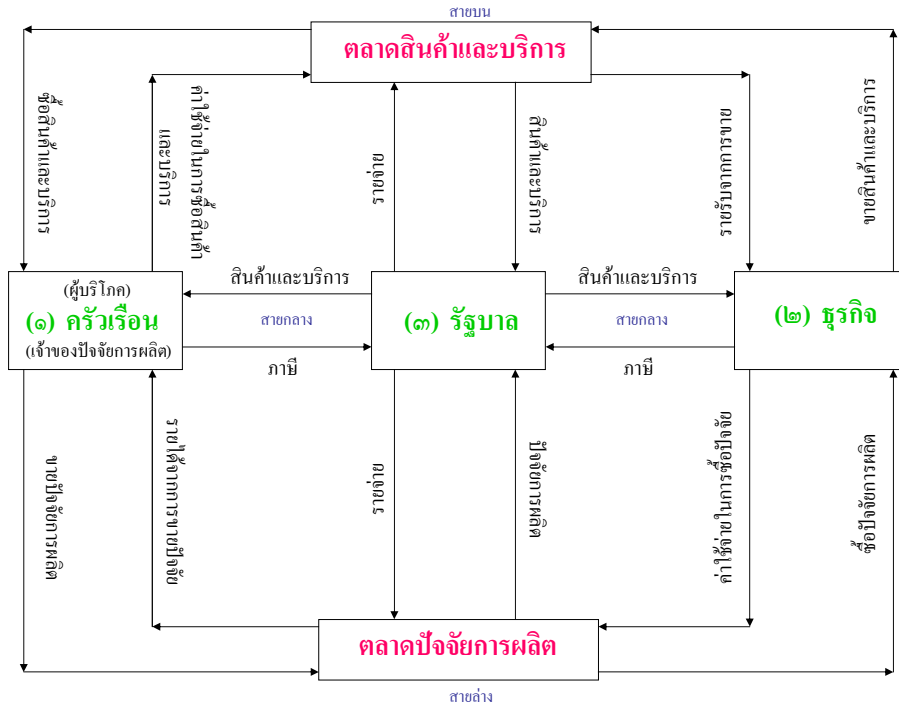 สายบน
ตลาดสินค้าและบริการ
ซื้อสินค้าและบริการ
ค่าใช้จ่ายในการซื้อสินค้า
และบริการ
รายจ่าย
สินค้าและบริการ
รายรับจากการขาย
ขายสินค้าและบริการ
(ผู้บริโภค)
(๑) ครัวเรือน
(เจ้าของปัจจัยการผลิต)
สินค้าและบริการ
สายกลาง
ภาษี
(๓) รัฐบาล
สินค้าและบริการ
สายกลาง
ภาษี
(๒) ธุรกิจ
ขายปัจจัยการผลิต
รายได้จากการขายปัจจัย
รายจ่าย
ปัจจัยการผลิต
ค่าใช้จ่ายในการซื้อปัจจัย
ซื้อปัจจัยการผลิต
ตลาดปัจจัยการผลิต
สายล่าง